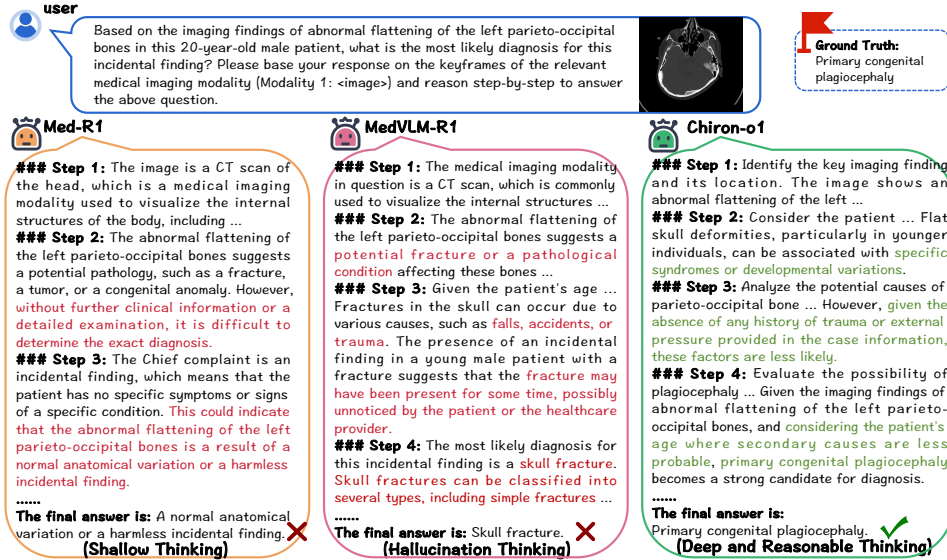 user
Based on the imaging findings of abnormal flattening of the left parieto-occipital
bones in this 20-year-old male patient, what is the most likely diagnosis for this
incidental finding? Please base your response on the keyframes of the relevant
medical imaging modality (Modality 1: <image>) and reason step-by-step to answer
the above question.
Ground Truth:
Primary congenital
plagiocephaly
Med-R1
### Step 1: The image is a CT scan of
the head, which is a medical imaging
modality used to visualize the internal
structures of the body, including ...
### Step 2: The abnormal flattening of
the left parieto-occipital bones suggests
a potential pathology, such as a fracture,
a tumor, or a congenital anomaly. However,
without further clinical information or a
detailed examination, it is difficult to
determine the exact diagnosis.
### Step 3: The Chief complaint is an
incidental finding, which means that the
patient has no specific symptoms or signs
of a specific condition. This could indicate
that the abnormal flattening of the left
parieto-occipital bones is a result of a
normal anatomical variation or a harmless
incidental finding.
......
The final answer is: A normal anatomical
variation or a harmless incidental finding.
(Shallow Thinking)
MedVLM-R1
### Step 1: The medical imaging modality
in question is a CT scan, which is commonly
used to visualize the internal structures ...
### Step 2: The abnormal flattening of
the left parieto-occipital bones suggests a
potential fracture or a pathological
condition affecting these bones ...
### Step 3: Given the patient's age ...
Fractures in the skull can occur due to
various causes, such as falls, accidents, or
trauma. The presence of an incidental
finding in a young male patient with a
fracture suggests that the fracture may
have been present for some time, possibly
unnoticed by the patient or the healthcare
provider.
### Step 4: The most likely diagnosis for
this incidental finding is a skull fracture.
Skull fractures can be classified into
several types, including simple fractures ...
......
The final answer is: Skull fracture.
(Hallucination Thinking)
Chiron-o1
### Step 1: Identify the key imaging finding
and its location. The image shows an
abnormal flattening of the left ...
### Step 2: Consider the patient ... Flat
skull deformities, particularly in younger
individuals, can be associated with specific
syndromes or developmental variations.
### Step 3: Analyze the potential causes of
parieto-occipital bone ... However, given the
absence of any history of trauma or external
pressure provided in the case information,
these factors are less likely.
### Step 4: Evaluate the possibility of
plagiocephaly ... Given the imaging findings of
abnormal flattening of the left parieto-
occipital bones, and considering the patient's
age where secondary causes are less
probable, primary congenital plagiocephaly
becomes a strong candidate for diagnosis.
......
The final answer is:
Primary congenital plagiocephaly.
(Deep and Reasonable Thinking)